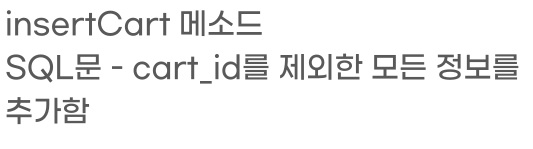 insertCart 메소드
SQL문 - cart_id를 제외한 모든 정보를
추가함